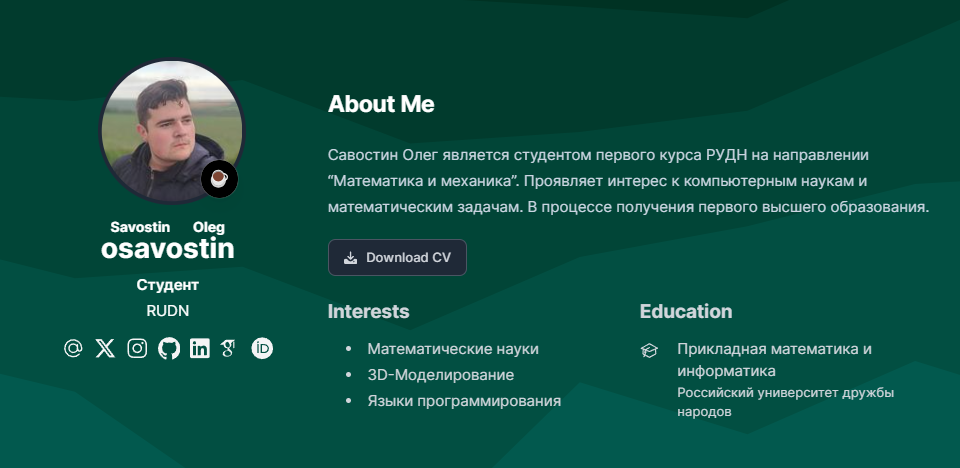 Savostin Oleg
osavostin
Студент
RUDN
About Me
Савостин Олег является студентом первого курса РУДН на направлении
“Математика и механика”. Проявляет интерес к компьютерным наукам и
математическим задачам. В процессе получения первого высшего образования.
Download CV
Interests
Математические науки
3D-Моделирование
Языки программирования
Education
Прикладная математика и
информатика
Российский университет дружбы
народов